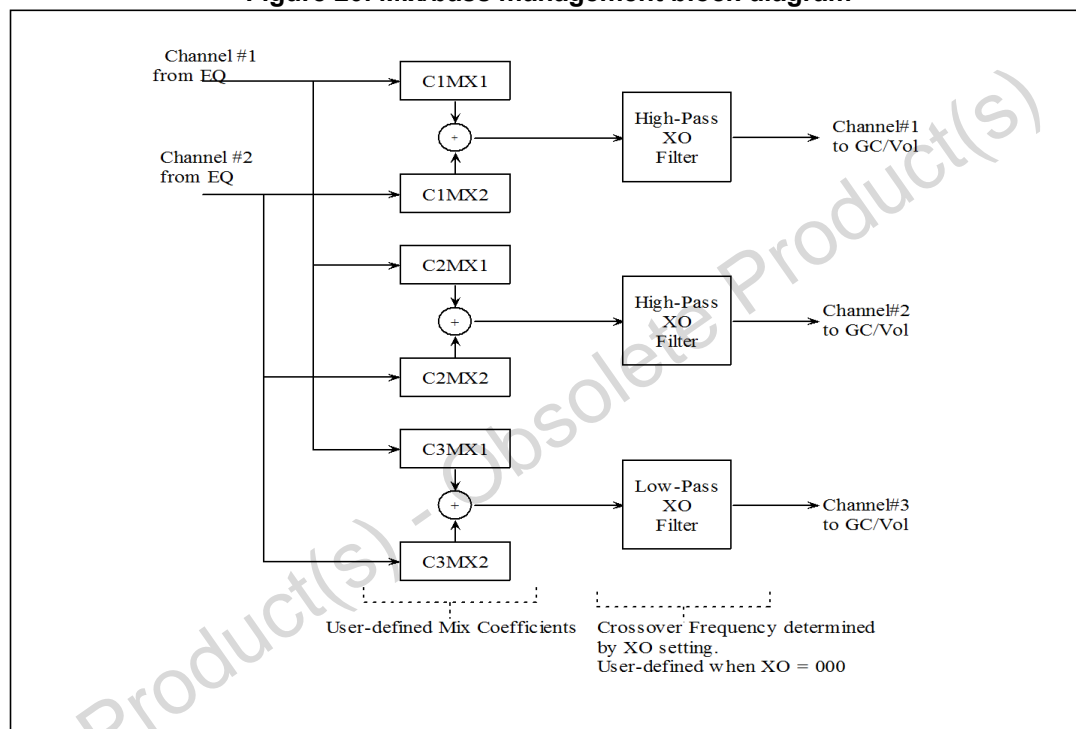 Figure 20. Mix/bass management block diagram
Channel #1
from EQ
C1MX1
+
High-Pass
XO
Filter
Channel#1
to GC/Vol
Channel #2
from EQ
C1MX2
C2MX1
+
High-Pass
XO
Filter
Channel#2
to GC/Vol
C2MX2
C3MX1
+
Low-Pass
XO
Filter
Channel#3
to GC/Vol
C3MX2
User-defined Mix Coefficients
Crossover Frequency determined
by XO setting.
User-defined when XO = 000
Product(s) - Obsolete Product(s)